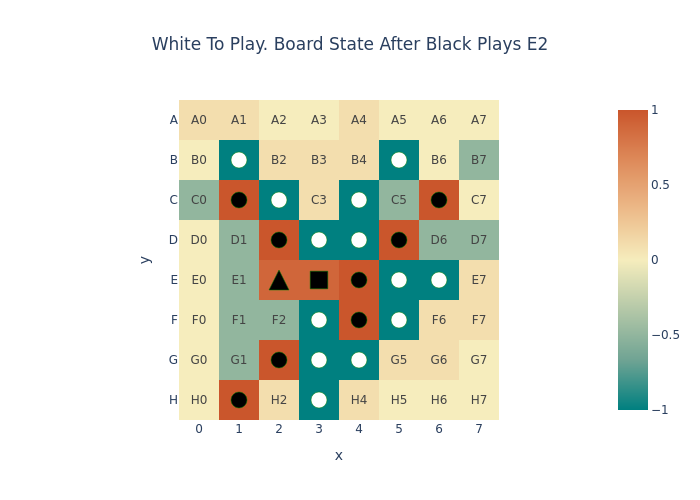 White To Play. Board State After Black Plays E2
A A0 A1 A2 A3 A4 A5 A6 A7
B B0 B2 B3 B4 B6 B7
C C0 C3 C5 C7
D D0 D1 D6 D7
E E0 E1 E7
F F0 F1 F2 F6 F7
G G0 G1 G5 G6 G7
H H0 H2 H4 H5 H6 H7
0 1 2 3 4 5 6 7
x
y
1
0.5
0
−0.5
−1